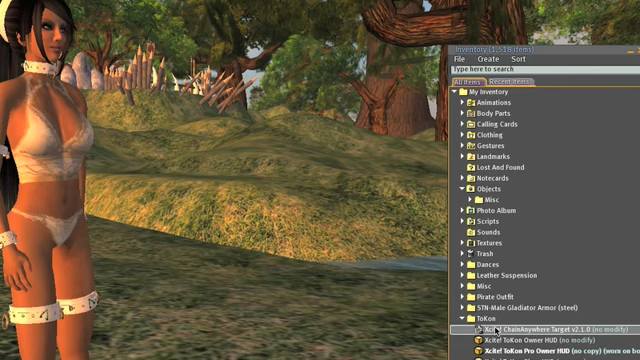 Inventory (1,518 items)
File Create Sort
Type here to search
All Items Recent Items
My Inventory
Animations
Body Parts
Calling Cards
Clothing
Gestures
Landmarks
Lost And Found
Notecards
Objects
Misc
Photo Album
Scripts
Sounds
Textures
Trash
Dances
Leather Suspension
Misc
Pirate Outfit
STN-Male Gladiator Armor (steel)
ToKon
Xcite! ChainAnywhere Target v2.1.0 (no modify)
Xcite! ToKon Owner HUD (no modify)
Xcite! ToKon Pro Owner HUD (no copy) (worn on bo